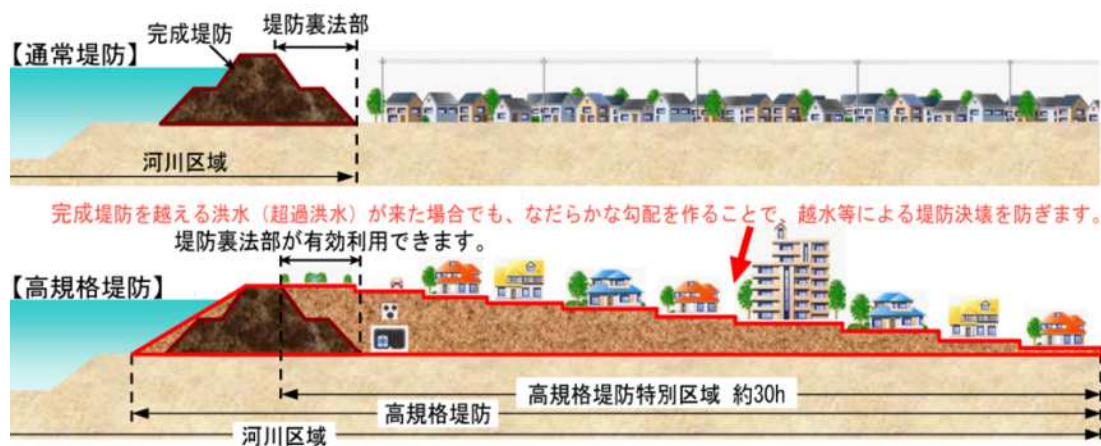 堤防裏法部
完成堤防
【通常堤防】
河川区域
完成堤防を越える洪水（超過洪水）が来た場合でも、なだらかな勾配を作ることで、越水等による堤防決壊を防ぎます。
堤防裏法部が有効利用できます。
【高規格堤防】
高規格堤防特別区域 約30h
高規格堤防
河川区域